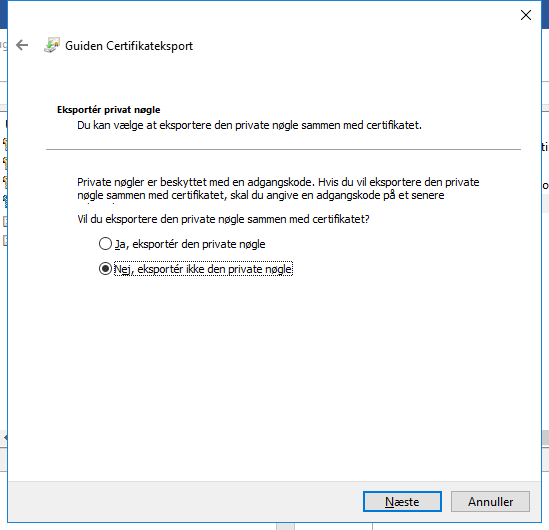 Guiden Certifikateksport
Eksportér privat nøgle
Du kan vælge at eksportere den private nøgle sammen med certifikatet.
Private nøgler er beskyttet med en adgangskode. Hvis du vil eksportere den private
nøgle sammen med certifikatet, skal du angive en adgangskode på et senere
Vil du eksportere den private nøgle sammen med certifikatet?
Ja, eksportér den private nøgle
Nej, eksportér ikke den private nøgle
Næste
Annuller